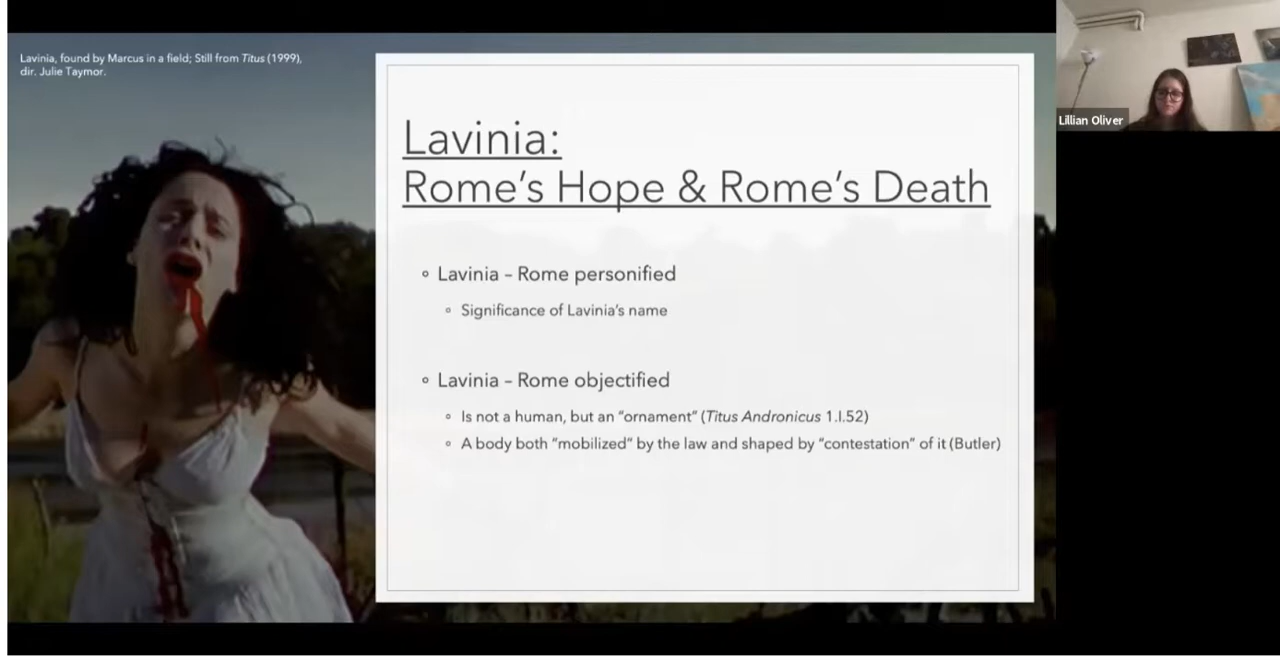 Lavinia, found by Marcus in a field; Still from Titus (1999),
dir. Julie Taymor.
Lavinia:
Rome's Hope & Rome's Death
Lavinia – Rome personified
Significance of Lavinia's name
Lavinia – Rome objectified
Is not a human, but an "ornament" (Titus Andronicus 1.I.52)
A body both "mobilized" by the law and shaped by "contestation" of it (Butler)
Lillian Oliver